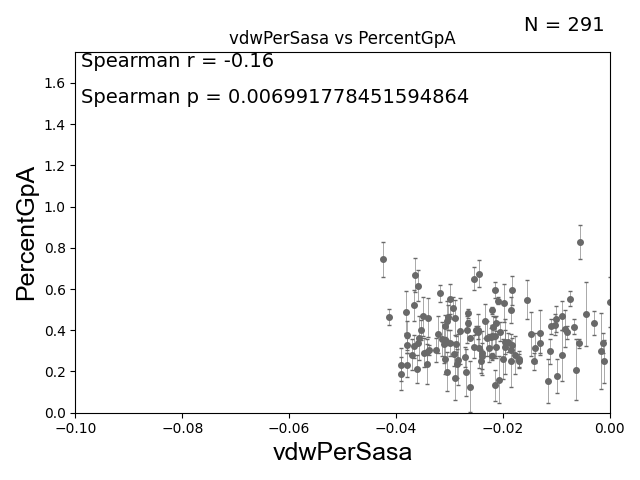 N = 291
vdwPerSasa vs PercentGpA
Spearman r = -0.16
Spearman p = 0.006991778451594864
PercentGpA
1.6
1.4
1.2
1.0
0.8
0.6
0.4
0.2
0.0
−0.10 −0.08 −0.06 −0.04 −0.02 0.00
vdwPerSasa